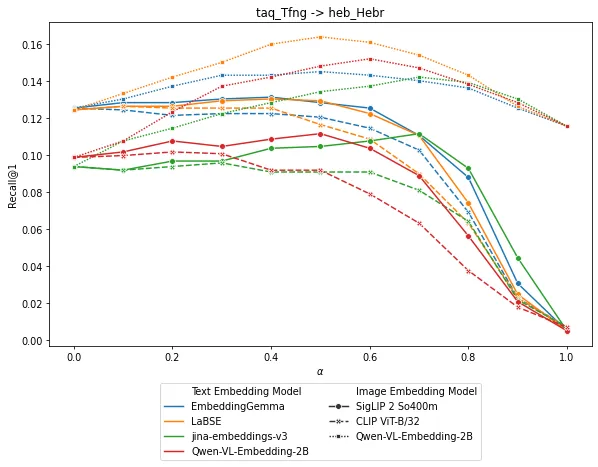 taq_Tfng -> heb_Hebr
Recall@1
0.16
0.14
0.12
0.10
0.08
0.06
0.04
0.02
0.00
0.0 0.2 0.4 0.6 0.8 1.0
α
Text Embedding Model Image Embedding Model
EmbeddingGemma SigLIP 2 So400m
LaBSE CLIP ViT-B/32
jina-embeddings-v3 Qwen-VL-Embedding-2B
Qwen-VL-Embedding-2B